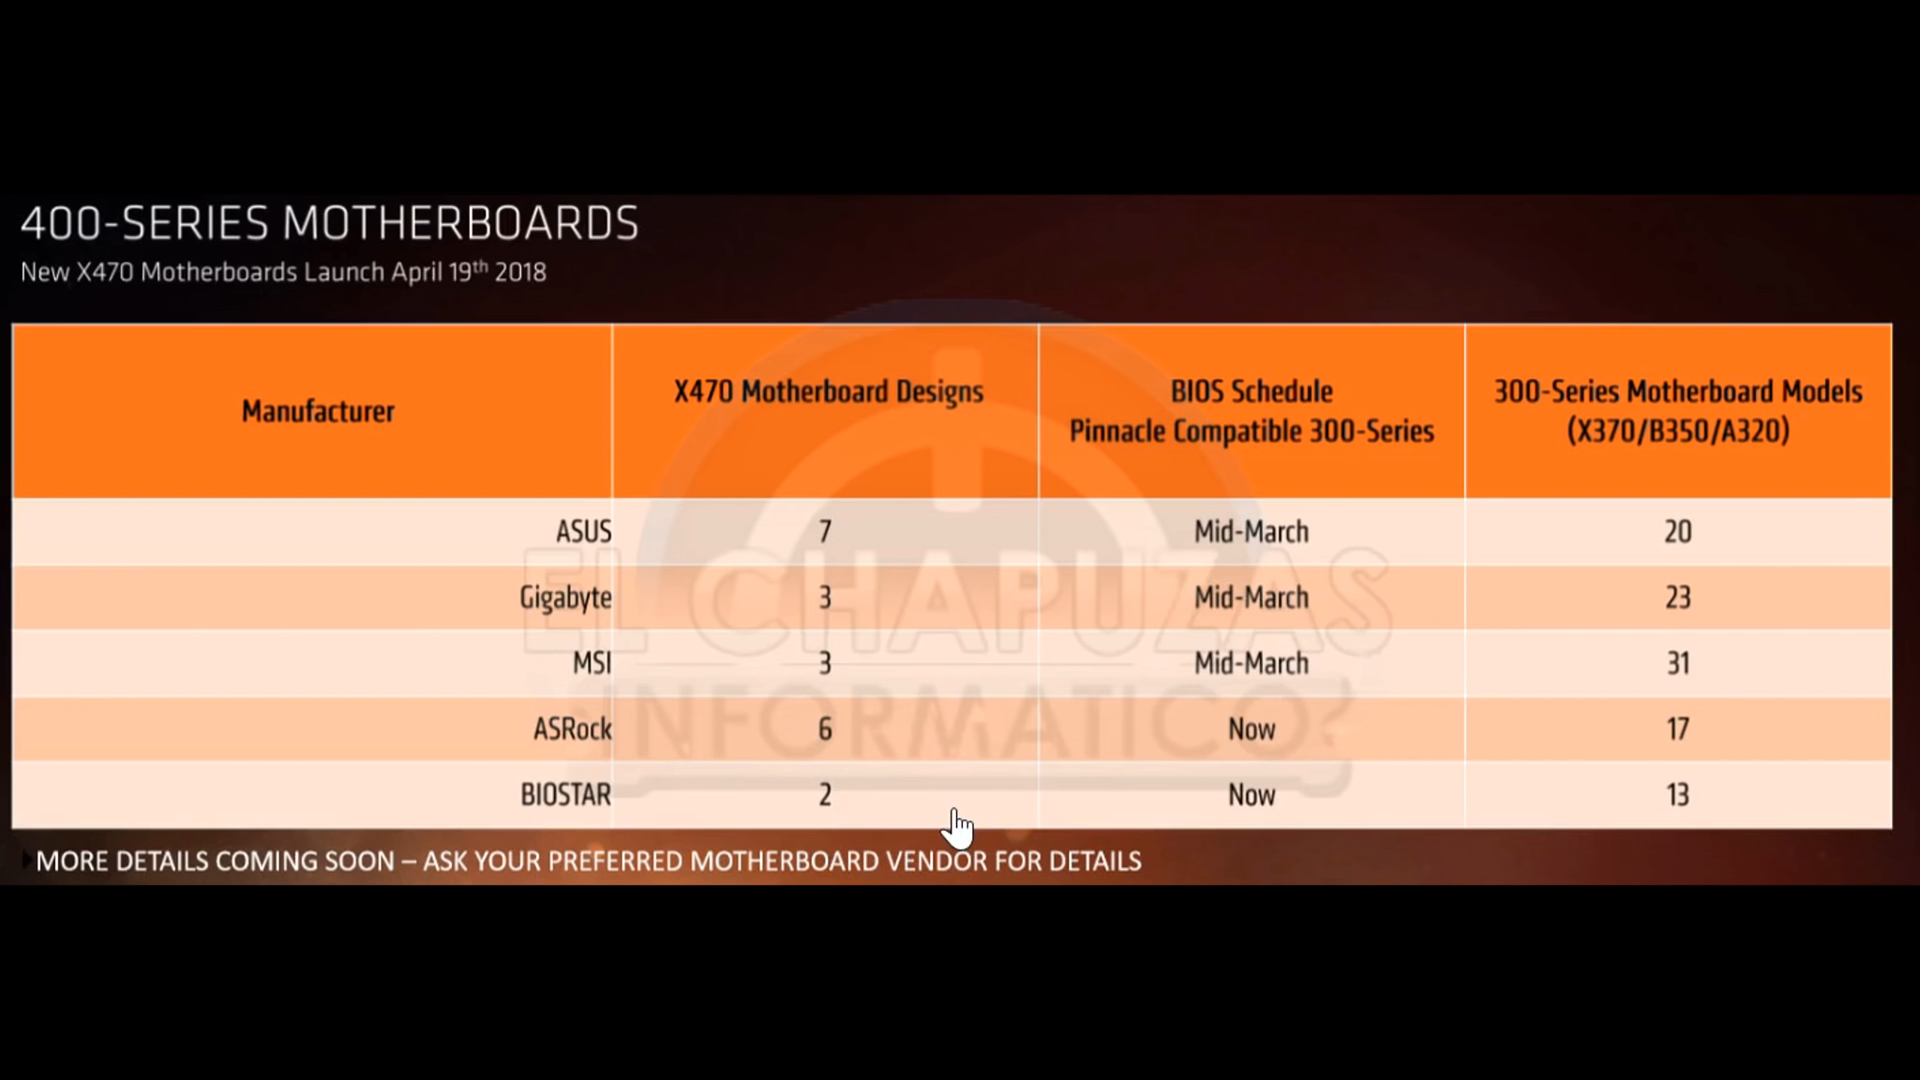 400-SERIES MOTHERBOARDS
New X470 Motherboards Launch April 19th 2018
Manufacturer
X470 Motherboard Designs
BIOS Schedule
Pinnacle Compatible 300-Series
300-Series Motherboard Models
(X370/B350/A320)
ASUS 7 Mid-March 20
Gigabyte 3 Mid-March 23
MSI 3 Mid-March 31
ASRock 6 Now 17
BIOSTAR 2 Now 13
EL CHAPUZAS
INFORMATICO?
MORE DETAILS COMING SOON – ASK YOUR PREFERRED MOTHERBOARD VENDOR FOR DETAILS